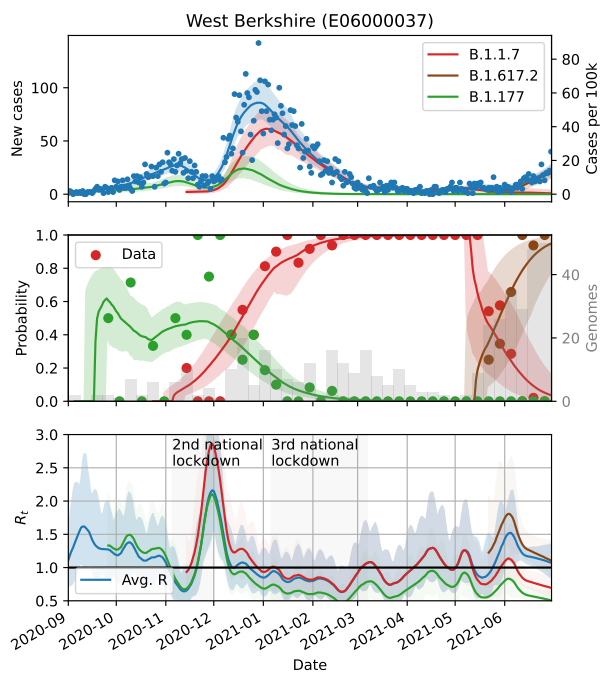 West Berkshire (E06000037)
New cases
100
50
0
80
60
40
20
0
Cases per 100k
B.1.1.7
B.1.617.2
B.1.177
Probability
1.0
0.8
0.6
0.4
0.2
0.0
Data
40
20
0
Genomes
R_t
3.0
2.5
2.0
1.5
1.0
0.5
2nd national
lockdown
3rd national
lockdown
Avg. R
2020-09
2020-10
2020-11
2020-12
2021-01
2021-02
2021-03
2021-04
2021-05
2021-06
Date